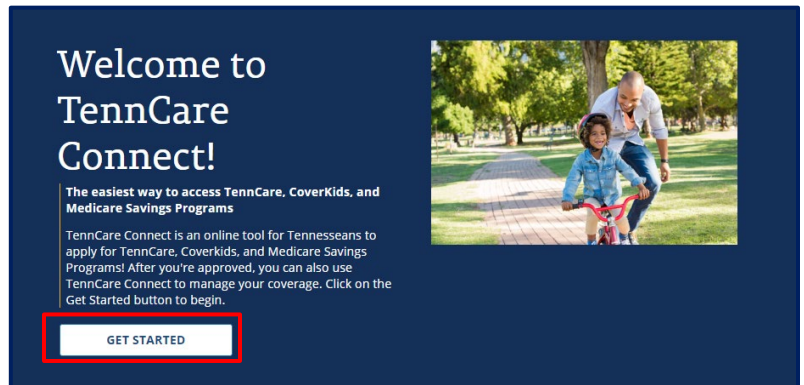 Welcome to
TennCare
Connect!
The easiest way to access TennCare, CoverKids, and
Medicare Savings Programs
TennCare Connect is an online tool for Tennesseans to
apply for TennCare, Coverkids, and Medicare Savings
Programs! After you're approved, you can also use
TennCare Connect to manage your coverage. Click on the
Get Started button to begin.
GET STARTED